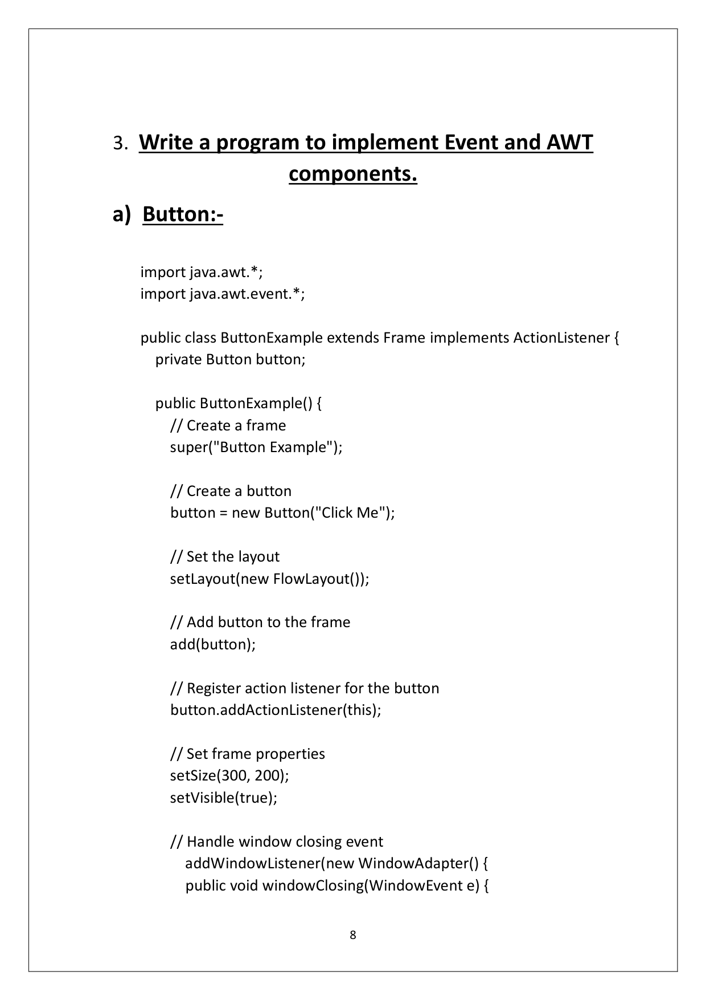 3. Write a program to implement Event and AWT
components.
a) Button:-
import java.awt.*;
import java.awt.event.*;
public class ButtonExample extends Frame implements ActionListener {
private Button button;
public ButtonExample() {
// Create a frame
super("Button Example");
// Create a button
button = new Button("Click Me");
// Set the layout
setLayout(new FlowLayout());
// Add button to the frame
add(button);
// Register action listener for the button
button.addActionListener(this);
// Set frame properties
setSize(300, 200);
setVisible(true);
// Handle window closing event
addWindowListener(new WindowAdapter() {
public void windowClosing(WindowEvent e) {
8